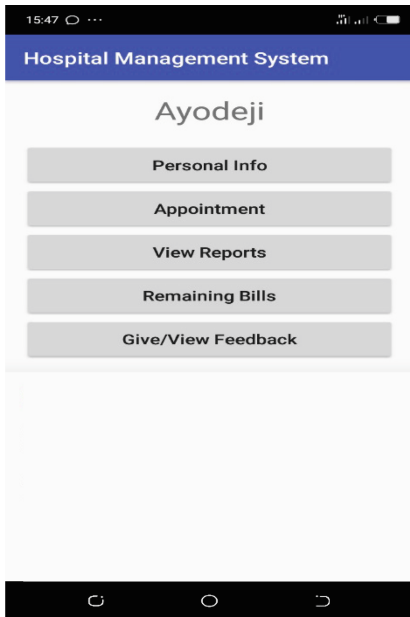 15:47
Hospital Management System
Ayodeji
Personal Info
Appointment
View Reports
Remaining Bills
Give/View Feedback